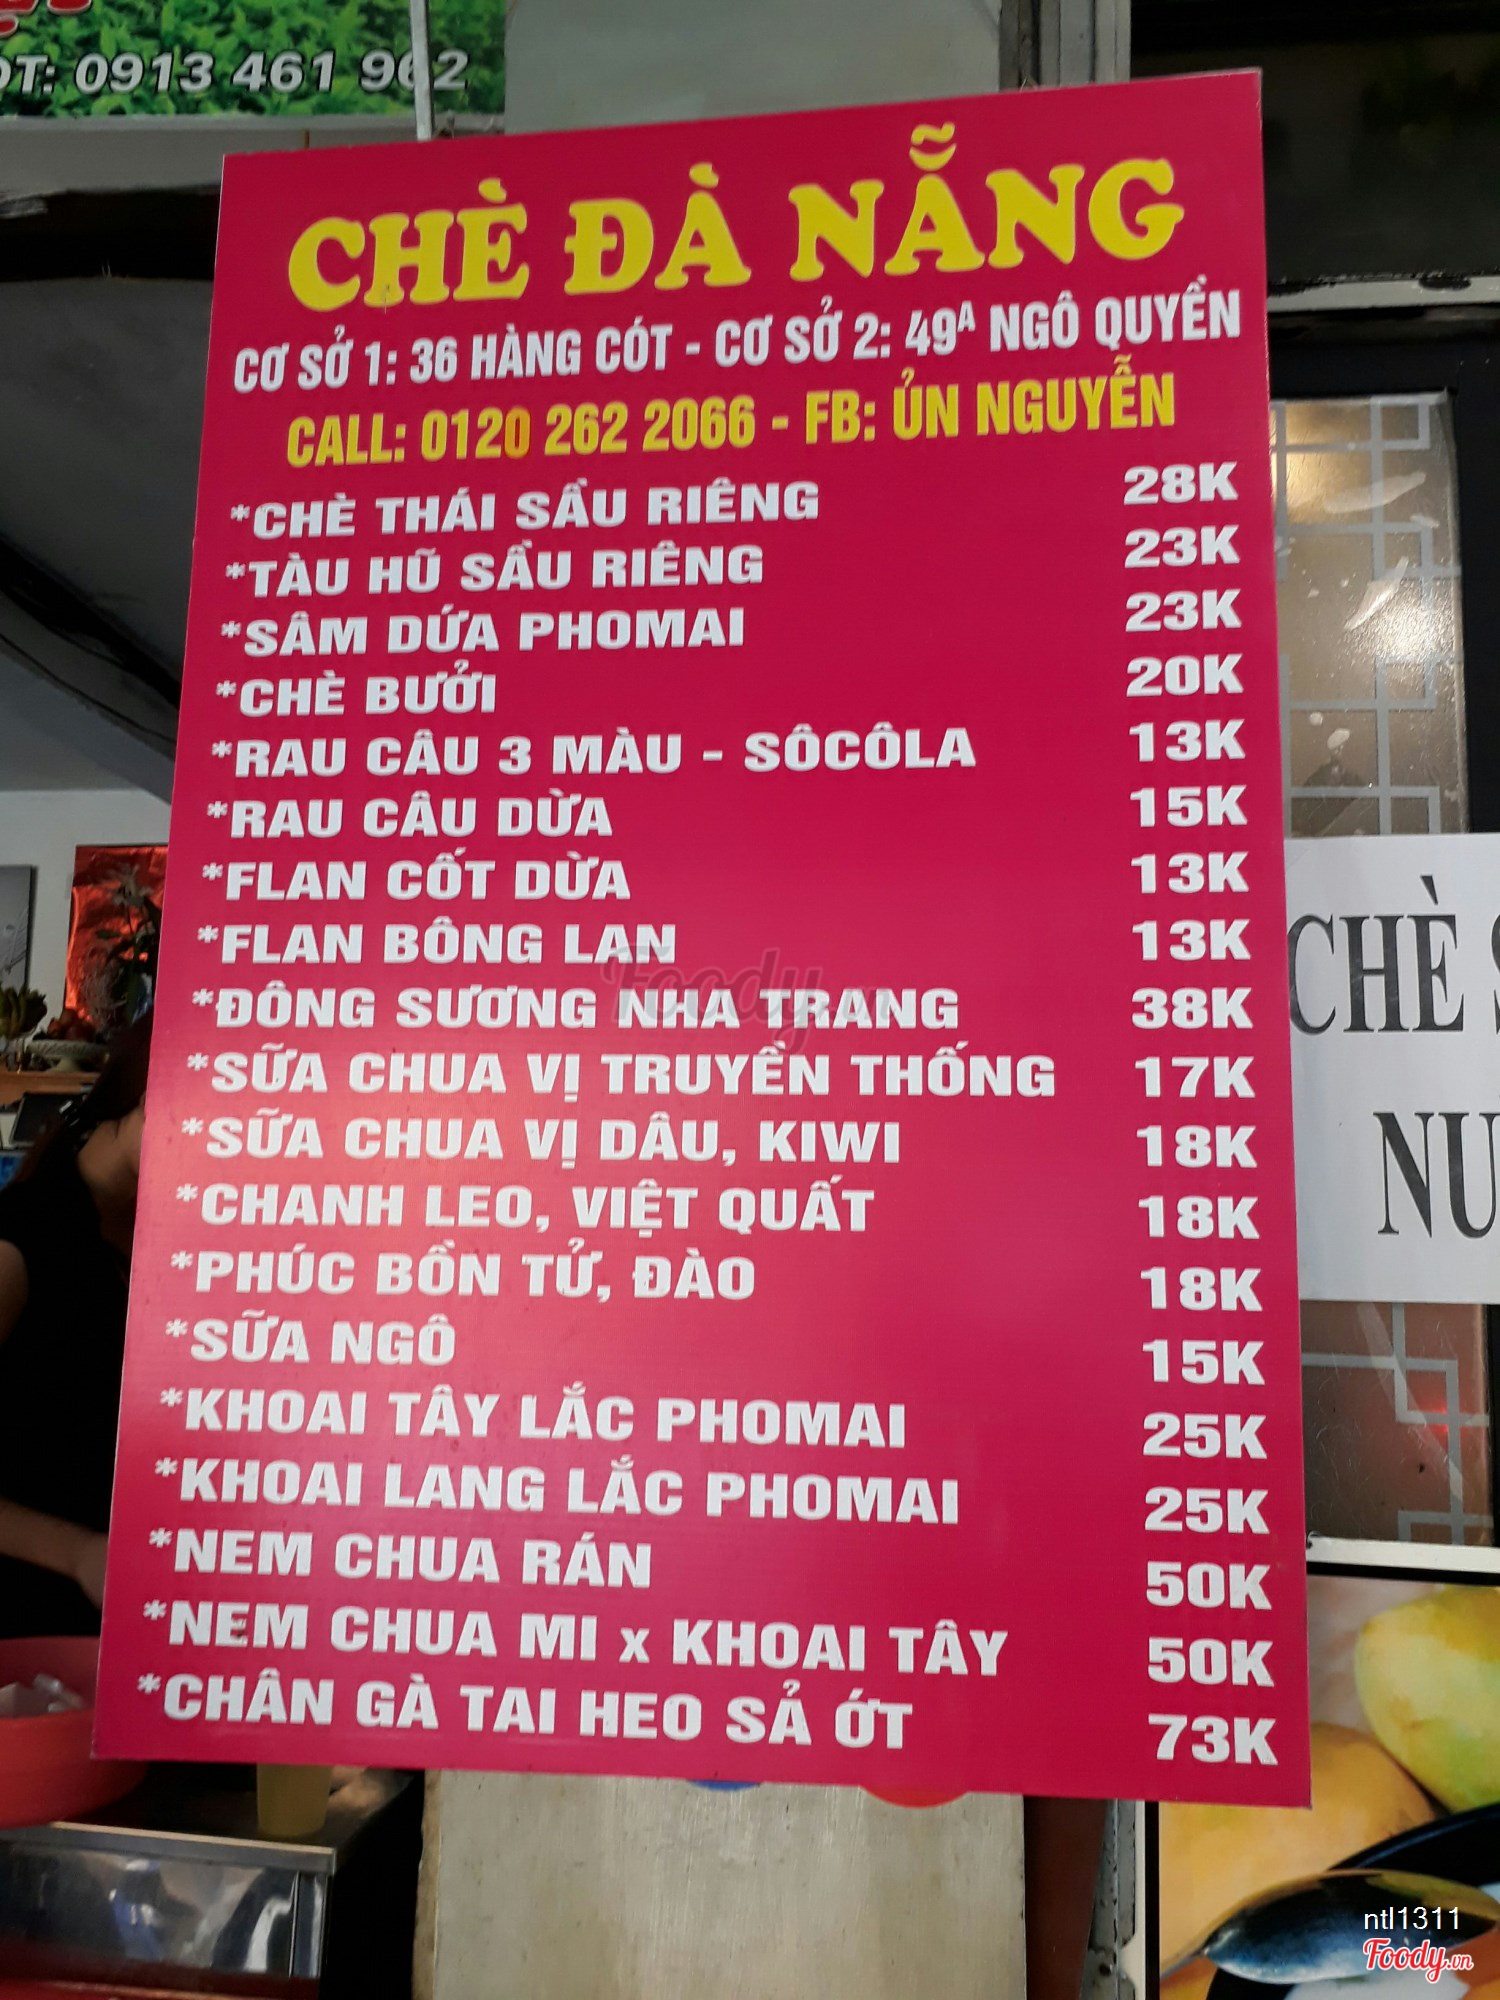 0913 461 962
CHÈ ĐÀ NẴNG
CƠ SỞ 1: 36 HÀNG CÓT - CƠ SỞ 2: 49A NGÔ QUYỀN
CALL: 0120 262 2066 - FB: ỦN NGUYỄN
*CHÈ THÁI SẦU RIÊNG 28K
*TÀU HŨ SẦU RIÊNG 23K
*SÂM DỨA PHOMAI 23K
*CHÈ BƯỞI 20K
*RAU CÂU 3 MÀU - SÔCÔLA 13K
*RAU CÂU DỪA 15K
*FLAN CỐT DỪA 13K
*FLAN BÔNG LAN 13K
*ĐÔNG SƯƠNG NHA TRANG 38K
*SỮA CHUA VỊ TRUYỀN THỐNG 17K
*SỮA CHUA VỊ DÂU, KIWI 18K
*CHANH LEO, VIỆT QUẤT 18K
*PHÚC BỒN TỬ, ĐÀO 18K
*SỮA NGÔ 15K
*KHOAI TÂY LẮC PHOMAI 25K
*KHOAI LANG LẮC PHOMAI 25K
*NEM CHUA RÁN 50K
*NEM CHUA MI x KHOAI TÂY 50K
*CHÂN GÀ TAI HEO SẢ ỚT 73K
CHÈ
NU
Foody.vn
ntl1311
Foody.vn